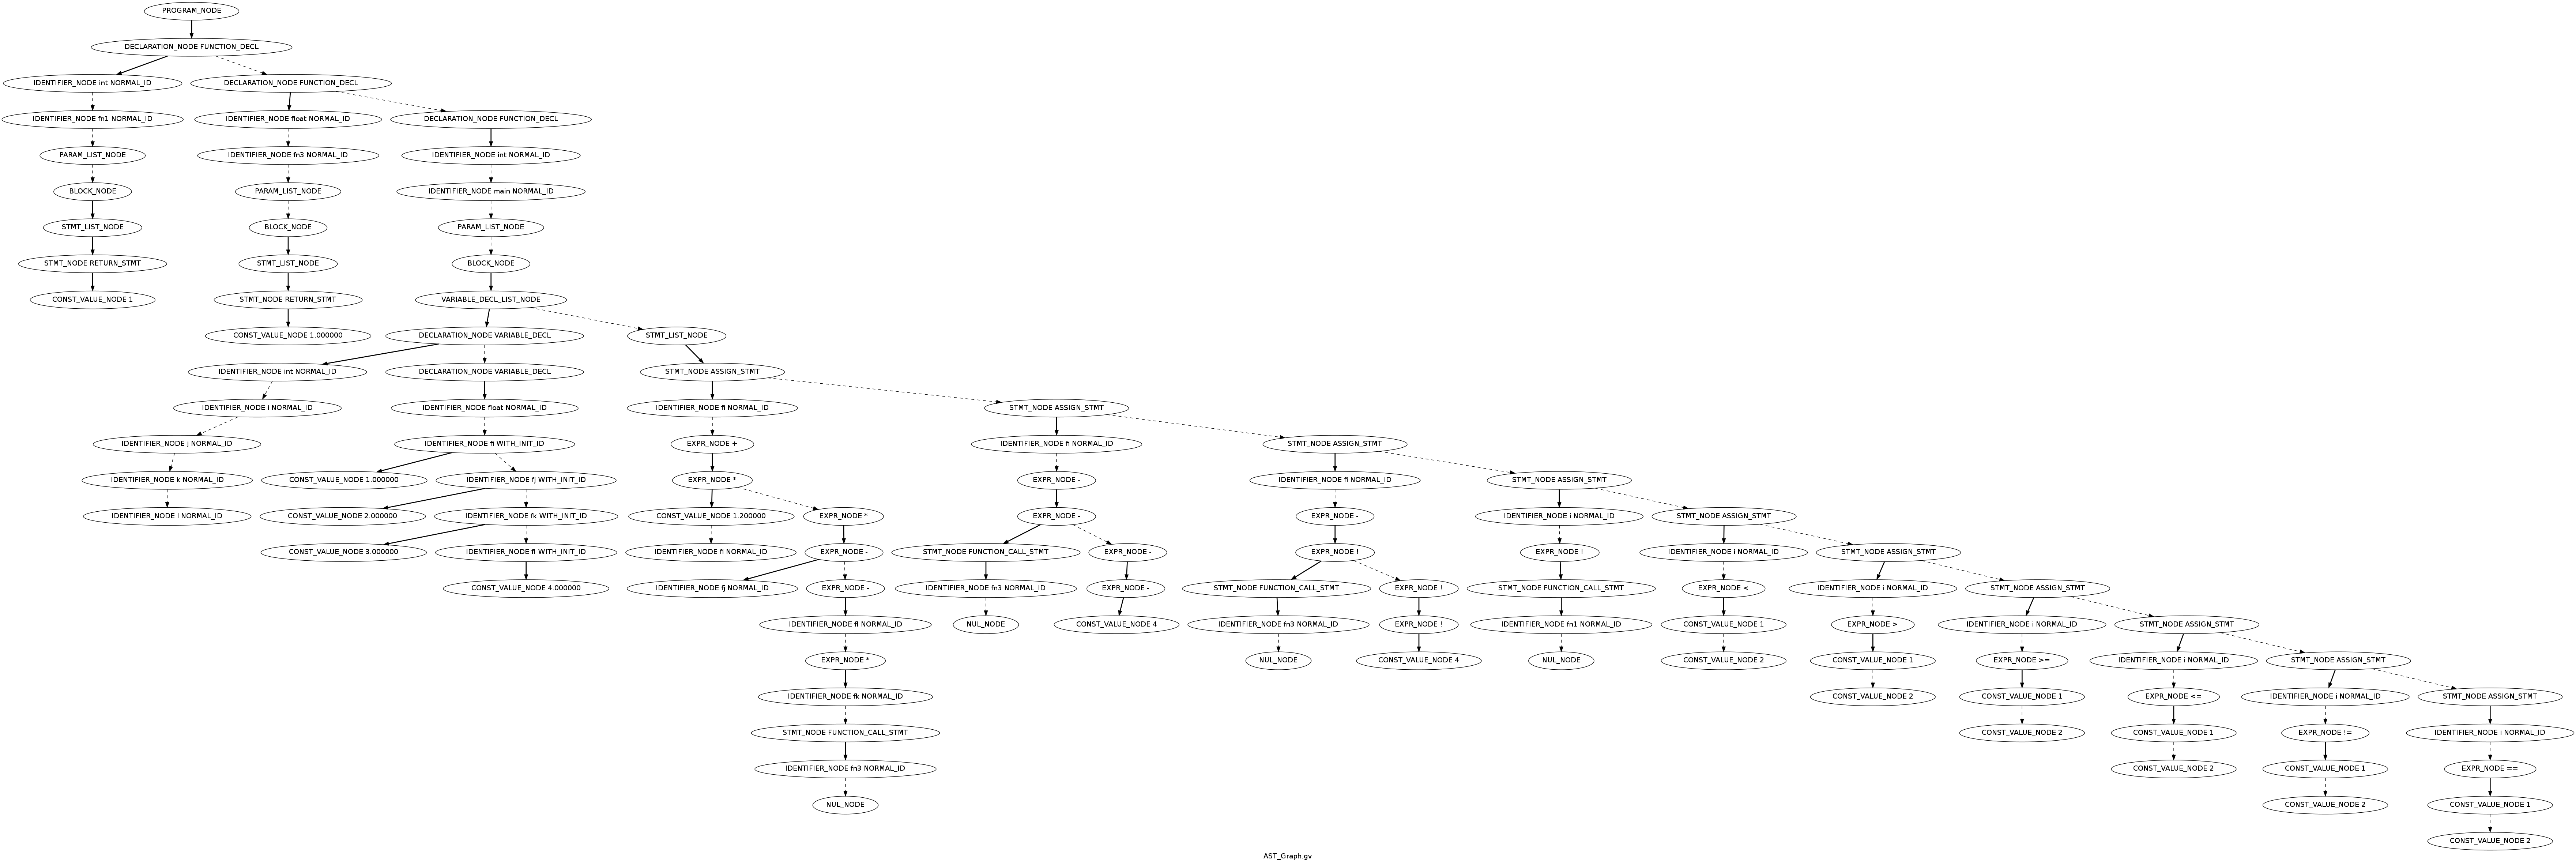 PROGRAM_NODE
DECLARATION_NODE FUNCTION_DECL
IDENTIFIER_NODE int NORMAL_ID
DECLARATION_NODE FUNCTION_DECL
IDENTIFIER_NODE fn1 NORMAL_ID
IDENTIFIER_NODE float NORMAL_ID
DECLARATION_NODE FUNCTION_DECL
PARAM_LIST_NODE
IDENTIFIER_NODE fn3 NORMAL_ID
IDENTIFIER_NODE int NORMAL_ID
BLOCK_NODE
PARAM_LIST_NODE
IDENTIFIER_NODE main NORMAL_ID
STMT_LIST_NODE
BLOCK_NODE
PARAM_LIST_NODE
STMT_NODE RETURN_STMT
STMT_LIST_NODE
BLOCK_NODE
CONST_VALUE_NODE 1
STMT_NODE RETURN_STMT
VARIABLE_DECL_LIST_NODE
CONST_VALUE_NODE 1.000000
DECLARATION_NODE VARIABLE_DECL
STMT_LIST_NODE
IDENTIFIER_NODE int NORMAL_ID
DECLARATION_NODE VARIABLE_DECL
STMT_NODE ASSIGN_STMT
IDENTIFIER_NODE i NORMAL_ID
IDENTIFIER_NODE float NORMAL_ID
IDENTIFIER_NODE fi NORMAL_ID
STMT_NODE ASSIGN_STMT
IDENTIFIER_NODE j NORMAL_ID
IDENTIFIER_NODE fi WITH_INIT_ID
EXPR_NODE +
IDENTIFIER_NODE fi NORMAL_ID
STMT_NODE ASSIGN_STMT
IDENTIFIER_NODE k NORMAL_ID
CONST_VALUE_NODE 1.000000
IDENTIFIER_NODE fj WITH_INIT_ID
EXPR_NODE *
EXPR_NODE -
IDENTIFIER_NODE fi NORMAL_ID
STMT_NODE ASSIGN_STMT
IDENTIFIER_NODE l NORMAL_ID
CONST_VALUE_NODE 2.000000
IDENTIFIER_NODE fk WITH_INIT_ID
CONST_VALUE_NODE 1.200000
EXPR_NODE *
EXPR_NODE -
EXPR_NODE -
IDENTIFIER_NODE i NORMAL_ID
STMT_NODE ASSIGN_STMT
CONST_VALUE_NODE 3.000000
IDENTIFIER_NODE fl WITH_INIT_ID
IDENTIFIER_NODE fi NORMAL_ID
EXPR_NODE -
STMT_NODE FUNCTION_CALL_STMT
EXPR_NODE -
EXPR_NODE !
EXPR_NODE !
IDENTIFIER_NODE i NORMAL_ID
STMT_NODE ASSIGN_STMT
CONST_VALUE_NODE 4.000000
IDENTIFIER_NODE fj NORMAL_ID
EXPR_NODE -
IDENTIFIER_NODE fn3 NORMAL_ID
EXPR_NODE -
STMT_NODE FUNCTION_CALL_STMT
EXPR_NODE !
STMT_NODE FUNCTION_CALL_STMT
EXPR_NODE <
IDENTIFIER_NODE i NORMAL_ID
STMT_NODE ASSIGN_STMT
IDENTIFIER_NODE fl NORMAL_ID
NUL_NODE
CONST_VALUE_NODE 4
IDENTIFIER_NODE fn3 NORMAL_ID
EXPR_NODE !
IDENTIFIER_NODE fn1 NORMAL_ID
CONST_VALUE_NODE 1
EXPR_NODE >
IDENTIFIER_NODE i NORMAL_ID
STMT_NODE ASSIGN_STMT
EXPR_NODE *
NUL_NODE
CONST_VALUE_NODE 4
NUL_NODE
CONST_VALUE_NODE 2
CONST_VALUE_NODE 1
EXPR_NODE >=
IDENTIFIER_NODE i NORMAL_ID
STMT_NODE ASSIGN_STMT
IDENTIFIER_NODE fk NORMAL_ID
CONST_VALUE_NODE 2
CONST_VALUE_NODE 1
EXPR_NODE <=
IDENTIFIER_NODE i NORMAL_ID
STMT_NODE ASSIGN_STMT
STMT_NODE FUNCTION_CALL_STMT
CONST_VALUE_NODE 2
CONST_VALUE_NODE 1
EXPR_NODE !=
IDENTIFIER_NODE i NORMAL_ID
IDENTIFIER_NODE fn3 NORMAL_ID
CONST_VALUE_NODE 2
CONST_VALUE_NODE 1
EXPR_NODE ==
NUL_NODE
CONST_VALUE_NODE 2
CONST_VALUE_NODE 1
CONST_VALUE_NODE 2
AST_Graph.gv